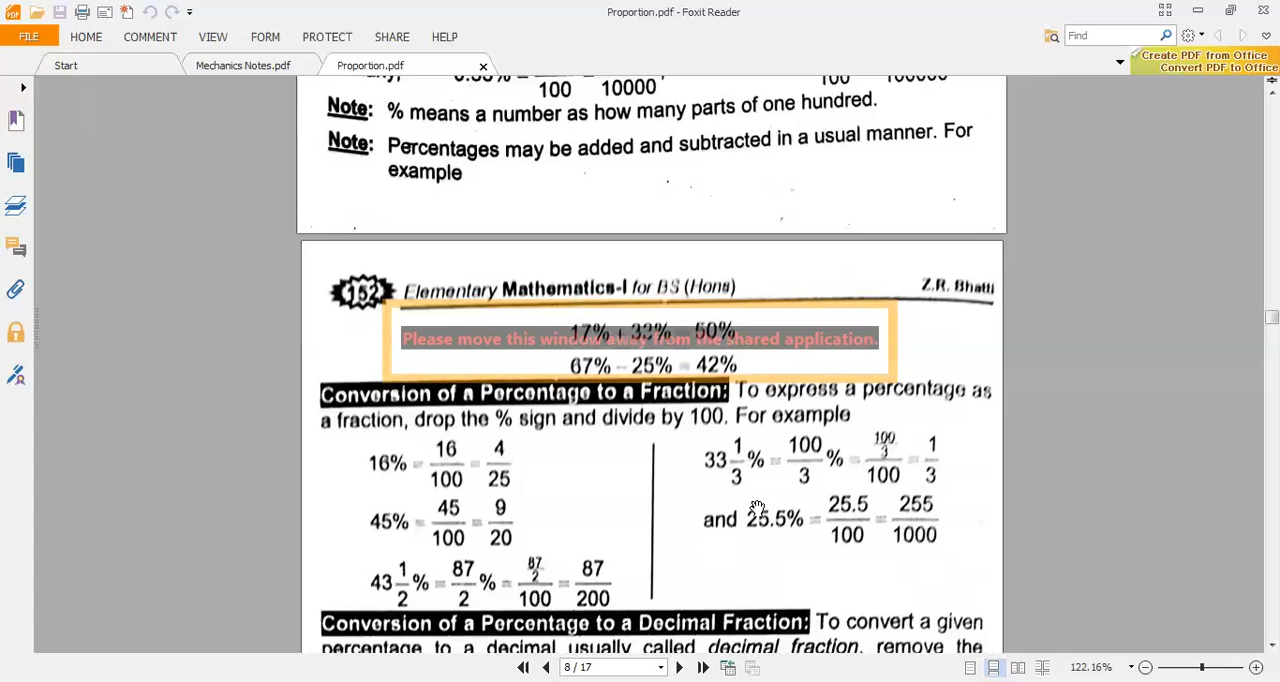 Proportion.pdf - Foxit Reader
FILE HOME COMMENT VIEW FORM PROTECT SHARE HELP
Find
Start Mechanics Notes.pdf Proportion.pdf
Create PDF from Office
Convert PDF to Office
0.33% 100 10000 100
Note: % means a number as how many parts of one hundred.
Note: Percentages may be added and subtracted in a usual manner. For
example
152 Elementary Mathematics-I for BS (Hons) Z.R. Bhatti
17% + 33% = 50%
Please move this window away from the shared application.
67% - 25% = 42%
Conversion of a Percentage to a Fraction: To express a percentage as
a fraction, drop the % sign and divide by 100. For example
16% = 16/100 = 4/25
45% = 45/100 = 9/20
43 1/2 % = 87/2 % = 87/2/100 = 87/200
33 1/3 % = 100/3 % = 100/3/100 = 1/3
and 25.5% = 25.5/100 = 255/1000
Conversion of a Percentage to a Decimal Fraction: To convert a given
percentage to a decimal usually called decimal fraction, remove the
8 / 17
122.16%